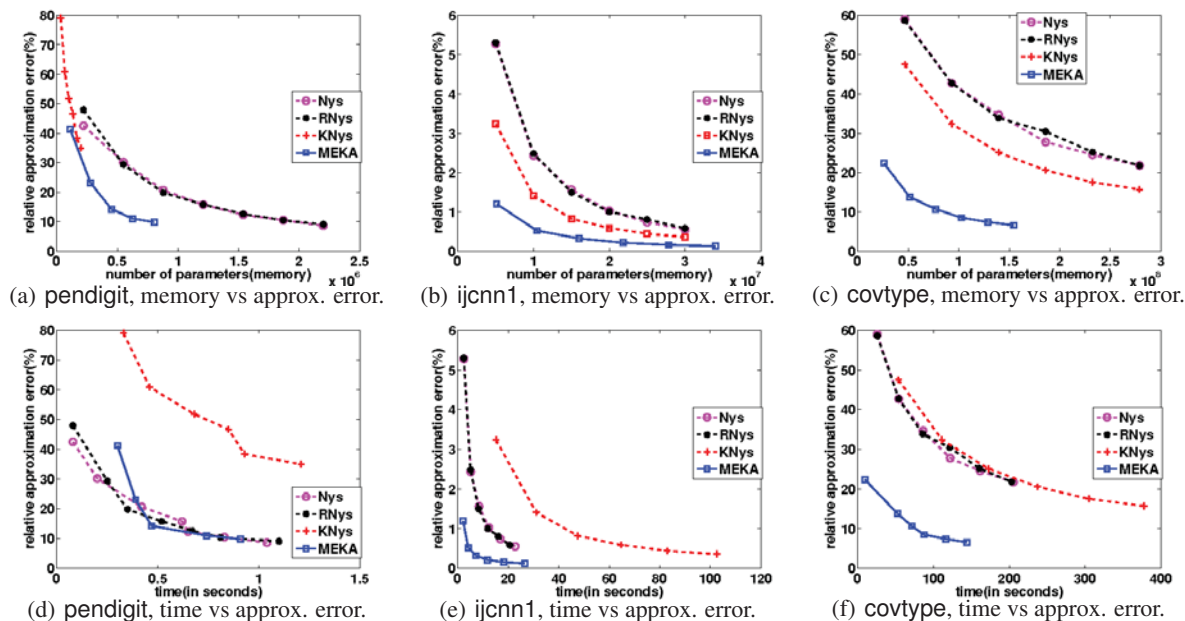 relative approximation error(%)
80
70
60
50
40
30
20
10
0
0 0.5 1 1.5 2 2.5
x 10^6
number of parameters(memory)
Nys
RNys
KNys
MEKA
(a) pendigit, memory vs approx. error.
relative approximation error(%)
6
5
4
3
2
1
0
0 1 2 3 4
x 10^7
number of parameters(memory)
Nys
RNys
KNys
MEKA
(b) ijcnn1, memory vs approx. error.
relative approximation error(%)
60
50
40
30
20
10
0
0 0.5 1 1.5 2 2.5 3
x 10^8
number of parameters(memory)
Nys
RNys
KNys
MEKA
(c) covtype, memory vs approx. error.
relative approximation error(%)
80
70
60
50
40
30
20
10
0
0 0.5 1 1.5
time(in seconds)
Nys
RNys
KNys
MEKA
(d) pendigit, time vs approx. error.
relative approximation error(%)
6
5
4
3
2
1
0
0 20 40 60 80 100 120
time(in seconds)
Nys
RNys
KNys
MEKA
(e) ijcnn1, time vs approx. error.
relative approximation error(%)
60
50
40
30
20
10
0
0 100 200 300 400
time(in seconds)
Nys
RNys
KNys
MEKA
(f) covtype, time vs approx. error.